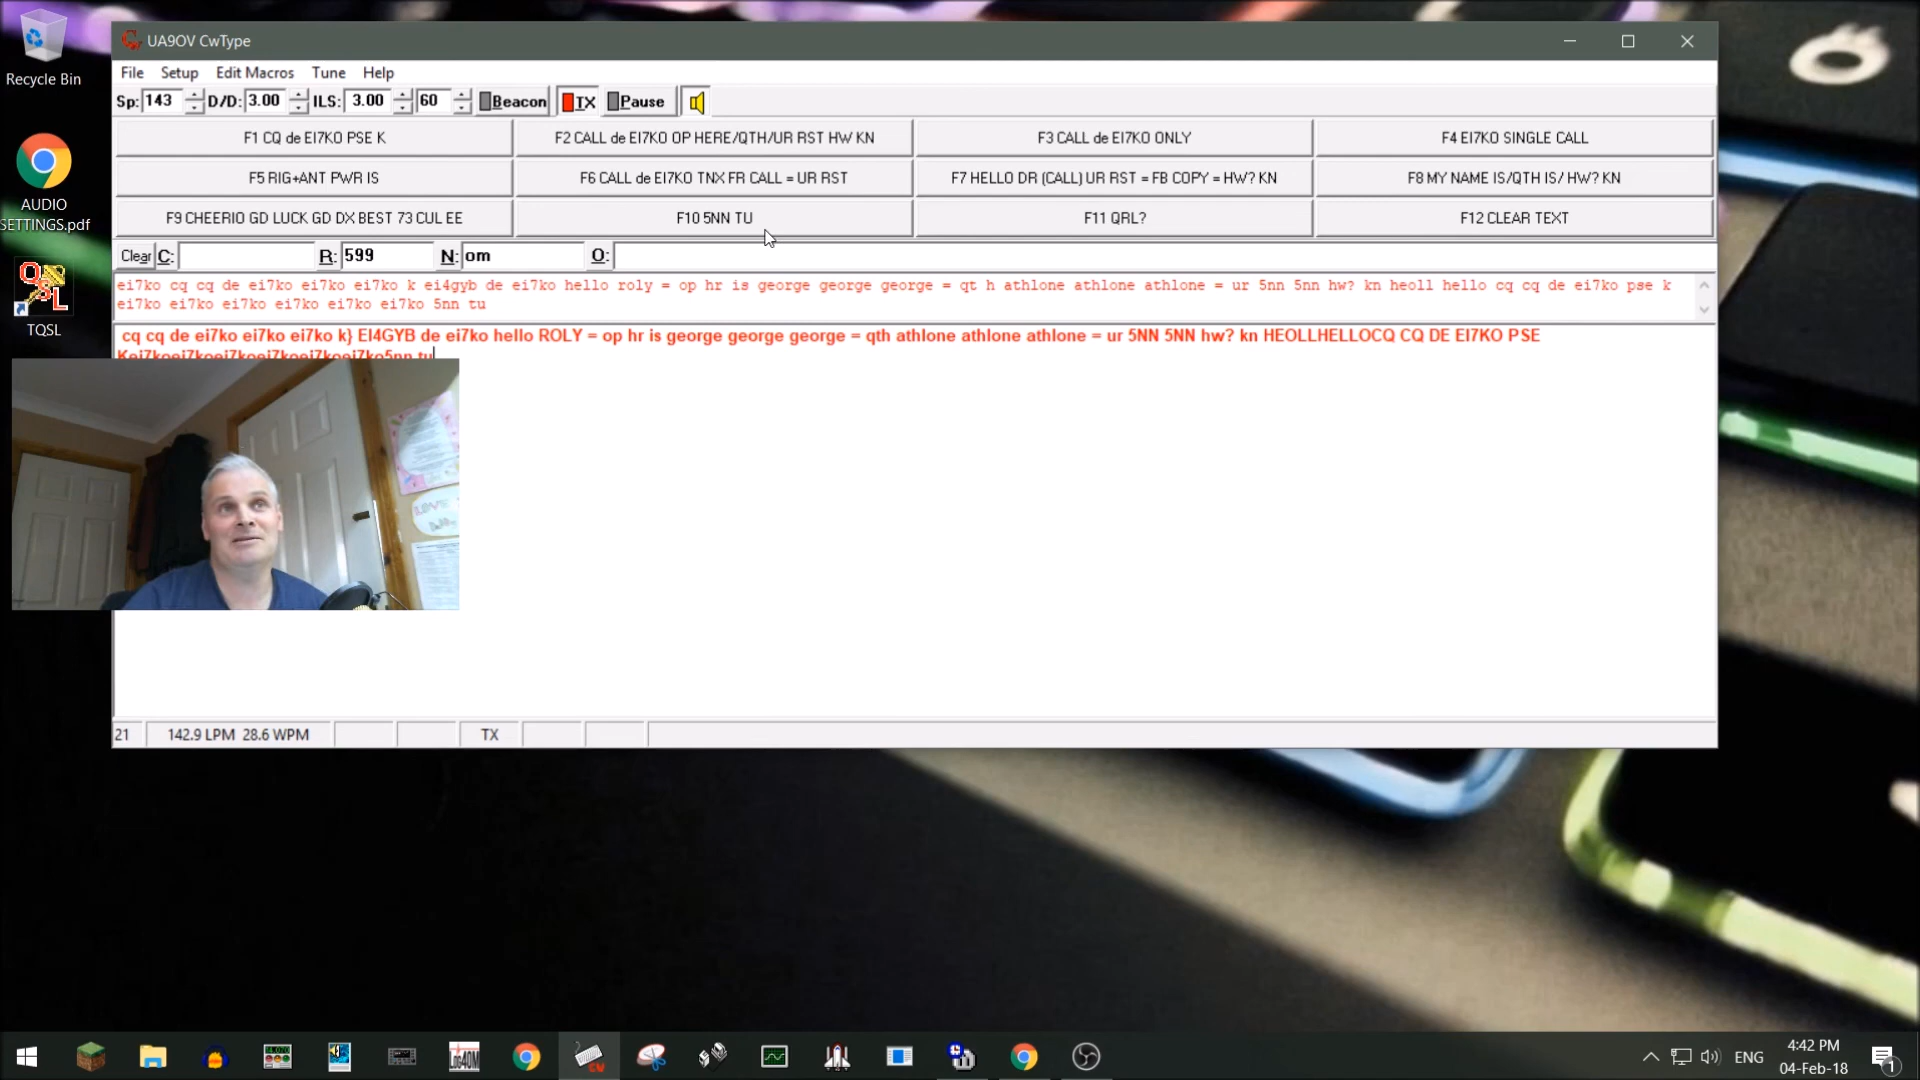 Recycle Bin
AUDIO
SETTINGS.pdf
TQSL
UA9OV CwType
File Setup Edit Macros Tune Help
Sp: 143 D/D: 3.00 ILS: 3.00 60 Beacon TX Pause
F1 CQ de EI7KO PSE K
F2 CALL de EI7KO OP HERE/QTH/UR RST HW KN
F3 CALL de EI7KO ONLY
F4 EI7KO SINGLE CALL
F5 RIG+ANT PWR IS
F6 CALL de EI7KO TNX FR CALL = UR RST
F7 HELLO DR (CALL) UR RST = FB COPY = HW? KN
F8 MY NAME IS/QTH IS/ HW? KN
F9 CHEERIO GD LUCK GD DX BEST 73 CUL EE
F10 5NN TU
F11 QRL?
F12 CLEAR TEXT
Clear C: R: 599 N: om O:
ei7ko cq cq de ei7ko ei7ko ei7ko k ei4gyb de ei7ko hello roly = op hr is george george george = qt h athlone athlone athlone = ur 5nn 5nn hw? kn heoll hello cq cq de ei7ko pse k
ei7ko ei7ko ei7ko ei7ko ei7ko ei7ko 5nn tu
cq cq de ei7ko ei7ko ei7ko k} EI4GYB de ei7ko hello ROLY = op hr is george george george = qth athlone athlone athlone = ur 5NN 5NN hw? kn HEOLLHELLOCQ CQ DE EI7KO PSE
Kei7koei7koei7koei7koei7koei7ko5nn tu
21 142.9 LPM 28.6 WPM TX
ENG
4:42 PM
04-Feb-18
1